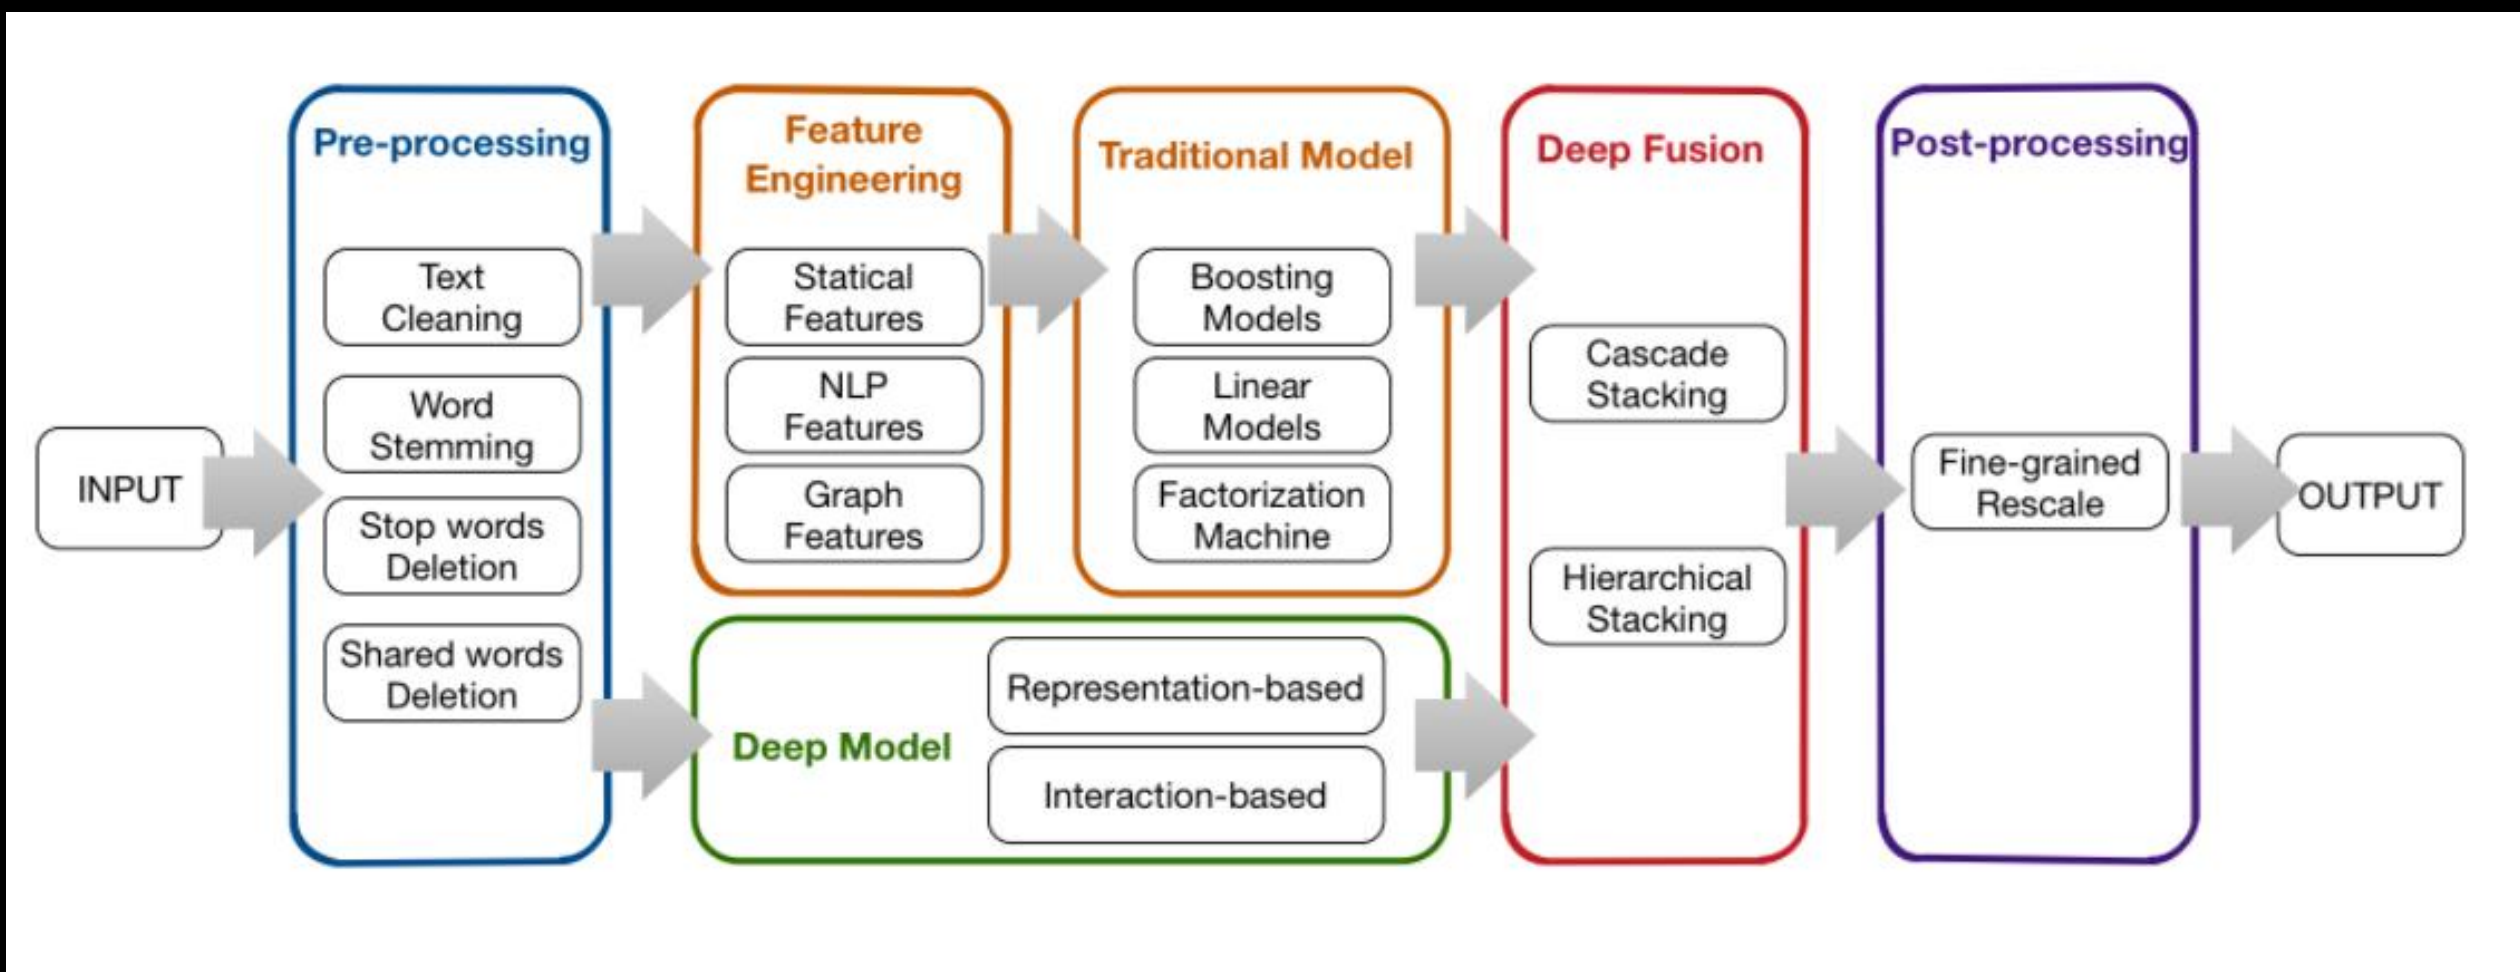 INPUT
Pre-processing
Text
Cleaning
Word
Stemming
Stop words
Deletion
Shared words
Deletion
Feature
Engineering
Statical
Features
NLP
Features
Graph
Features
Traditional Model
Boosting
Models
Linear
Models
Factorization
Machine
Deep Model
Representation-based
Interaction-based
Deep Fusion
Cascade
Stacking
Hierarchical
Stacking
Post-processing
Fine-grained
Rescale
OUTPUT